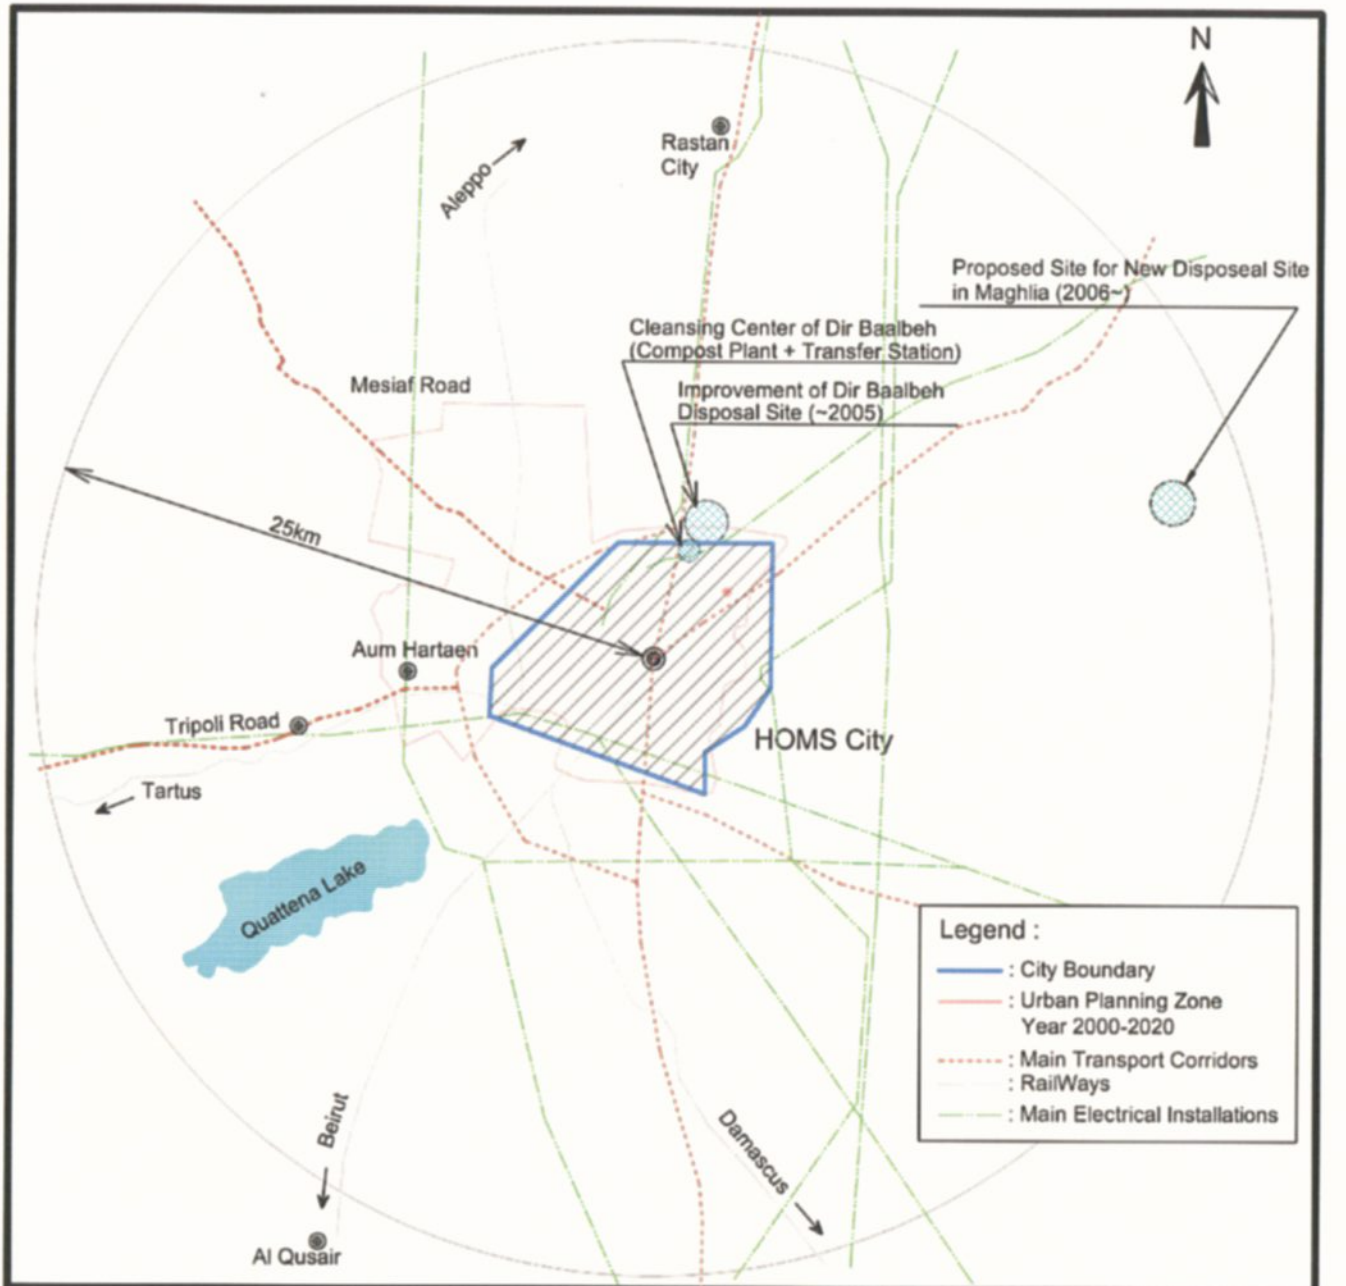 N
Rastan
City
Aleppo
Proposed Site for New Disposeal Site
in Maghlia (2006~)
Cleansing Center of Dir Baalbeh
(Compost Plant + Transfer Station)
Mesiaf Road
Improvement of Dir Baalbeh
Disposal Site (~2005)
25km
Aum Hartaen
Tripoli Road
HOMS City
Tartus
Quattena Lake
Legend :
: City Boundary
: Urban Planning Zone
Year 2000-2020
: Main Transport Corridors
: RailWays
: Main Electrical Installations
Beirut
Damascus
Al Qusair